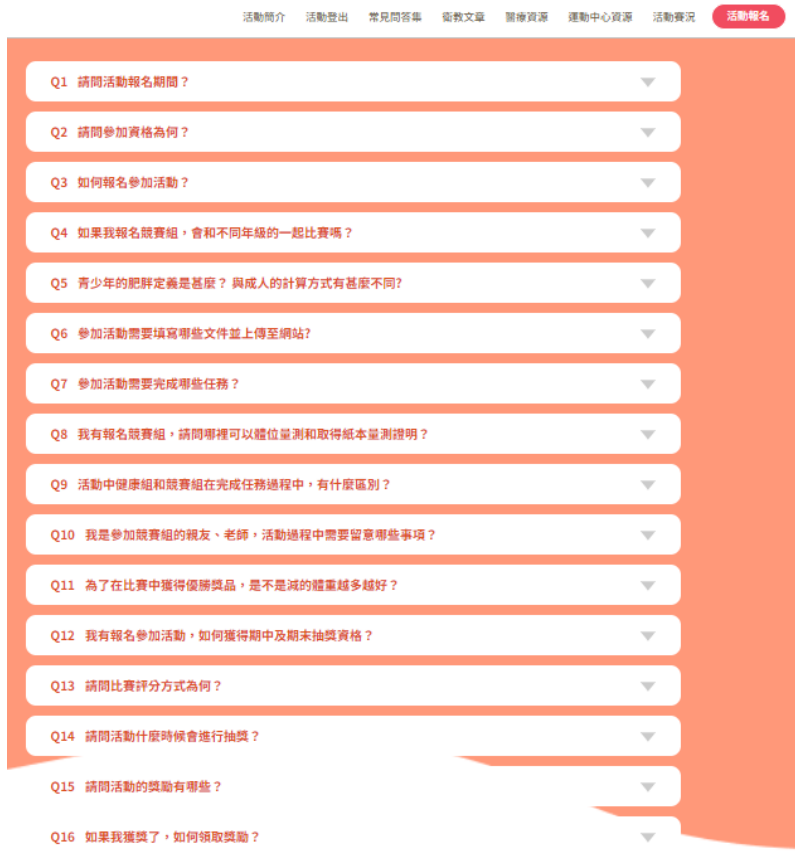 活動簡介 活動登出 常見問答集 衛教文章 醫療資源 運動中心資源 活動賽況 活動報名
Q1 請問活動報名期間？
Q2 請問參加資格為何？
Q3 如何報名參加活動？
Q4 如果我報名競賽組，會和不同年級的一起比賽嗎？
Q5 青少年的肥胖定義是甚麼？ 與成人的計算方式有甚麼不同?
Q6 參加活動需要填寫哪些文件並上傳至網站?
Q7 參加活動需要完成哪些任務？
Q8 我有報名競賽組，請問哪裡可以體位量測和取得紙本量測證明？
Q9 活動中健康組和競賽組在完成任務過程中，有什麼區別？
Q10 我是參加競賽組的親友、老師，活動過程中需要留意哪些事項？
Q11 為了在比賽中獲得優勝獎品，是不是減的體重越多越好？
Q12 我有報名參加活動，如何獲得期中及期末抽獎資格？
Q13 請問比賽評分方式為何？
Q14 請問活動什麼時候會進行抽獎？
Q15 請問活動的獎勵有哪些？
Q16 如果我獲獎了，如何領取獎勵？